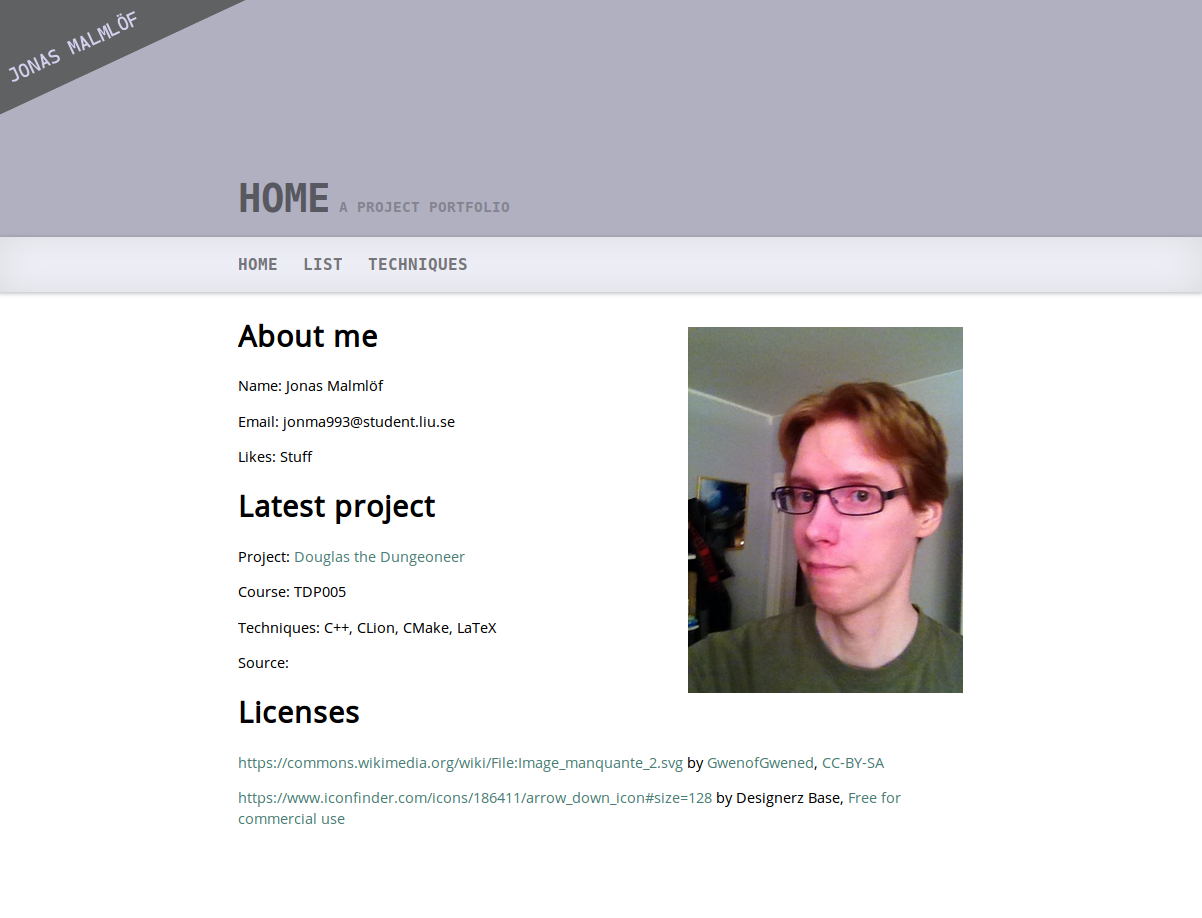 JONAS MALMLÖF
HOME A PROJECT PORTFOLIO
HOME LIST TECHNIQUES
About me
Name: Jonas Malmlöf
Email: jonma993@student.liu.se
Likes: Stuff
Latest project
Project: Douglas the Dungeoneer
Course: TDP005
Techniques: C++, CLion, CMake, LaTeX
Source:
Licenses
https://commons.wikimedia.org/wiki/File:Image_manquante_2.svg by GwenofGwened, CC-BY-SA
https://www.iconfinder.com/icons/186411/arrow_down_icon#size=128 by Designerz Base, Free for
commercial use